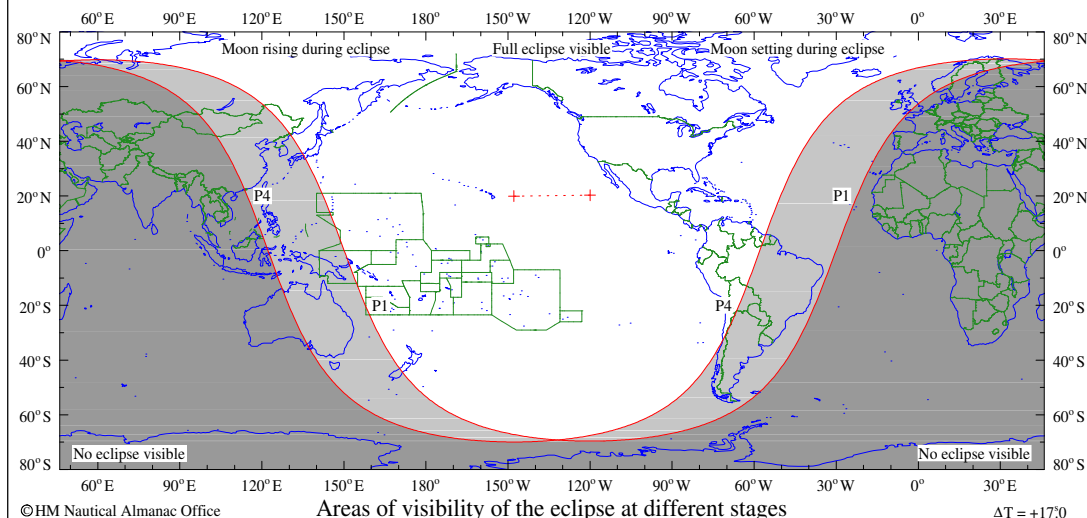 80° N Moon rising during eclipse Full eclipse visible Moon setting during eclipse 80° N
60° N 60° N
40° N P4 P1 40° N
20° N 20° N
0° 0°
20° S P1 P4 20° S
40° S 40° S
60° S 60° S
No eclipse visible No eclipse visible
80° S 80° S
60° E 90° E 120° E 150° E 180° 150° W 120° W 90° W 60° W 30° W 0° 30° E
60° E 90° E 120° E 150° E 180° 150° W 120° W 90° W 60° W 30° W 0° 30° E
©HM Nautical Almanac Office Areas of visibility of the eclipse at different stages ΔT = +17ˢ.0